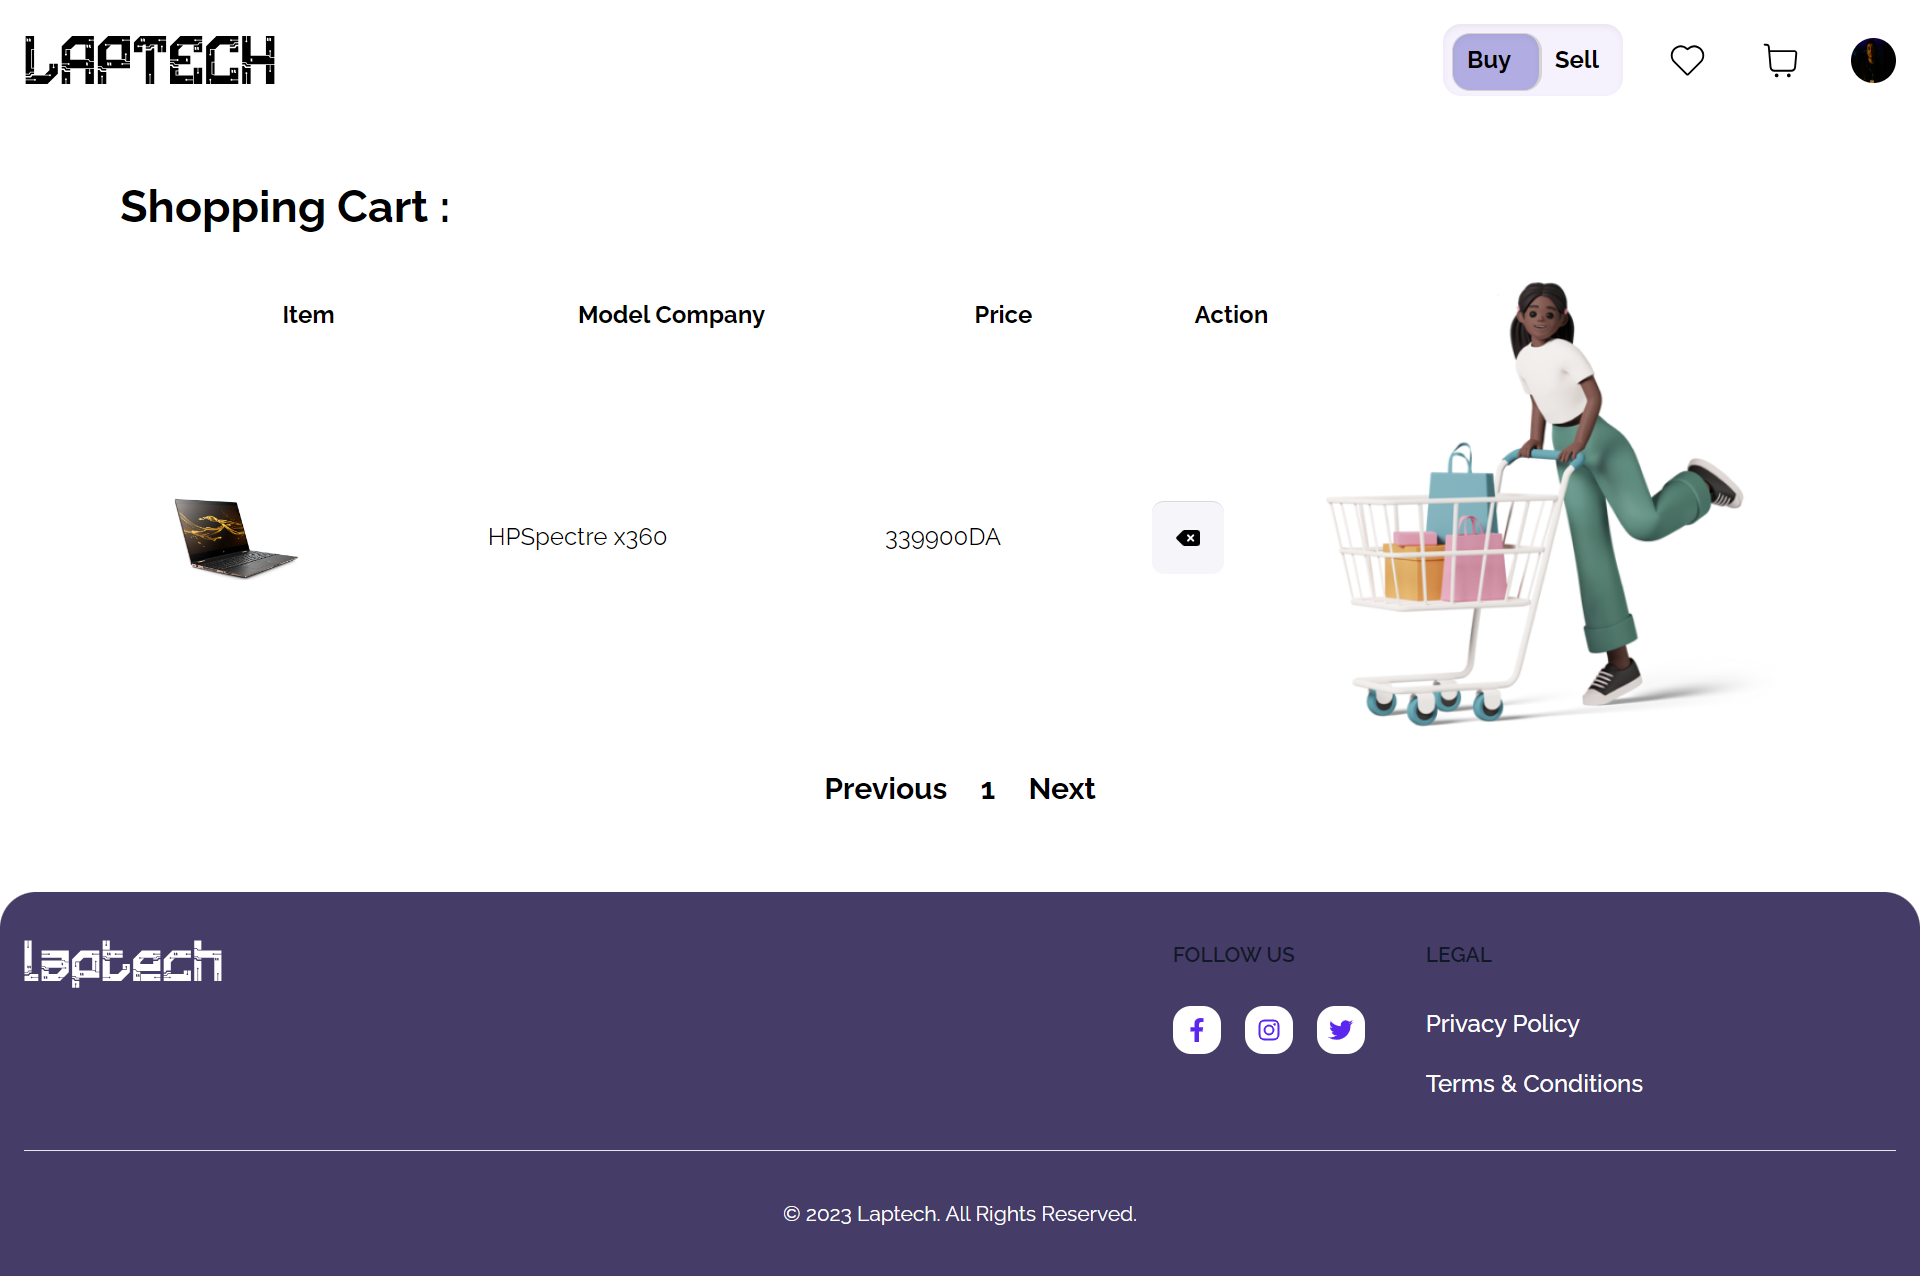 LAPTECH
Buy Sell
Shopping Cart :
Item Model Company Price Action
HPSpectre x360 339900DA
Previous 1 Next
laptech
FOLLOW US
LEGAL
Privacy Policy
Terms & Conditions
© 2023 Laptech. All Rights Reserved.